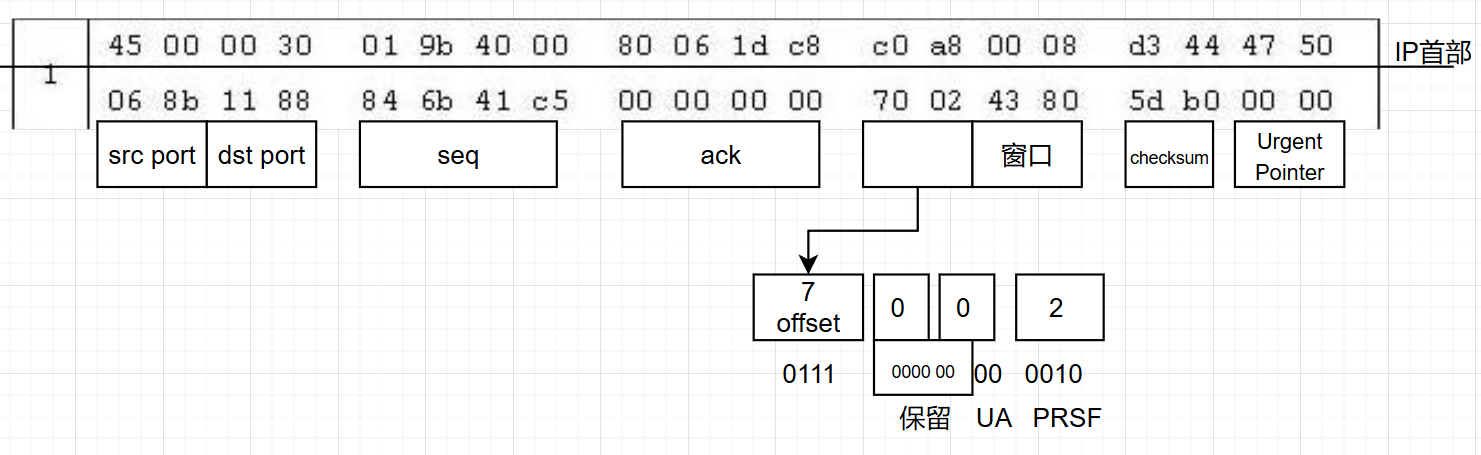 45 00 00 30 01 9b 40 00 80 06 1d c8 c0 a8 00 08 d3 44 47 50
IP首部
1
06 8b 11 88 84 6b 41 c5 00 00 00 00 70 02 43 80 5d b0 00 00
src port dst port seq ack 窗口 checksum Urgent
Pointer
7 0 0 2
offset
0111 0000 00 00 0010
保留 UA PRSF